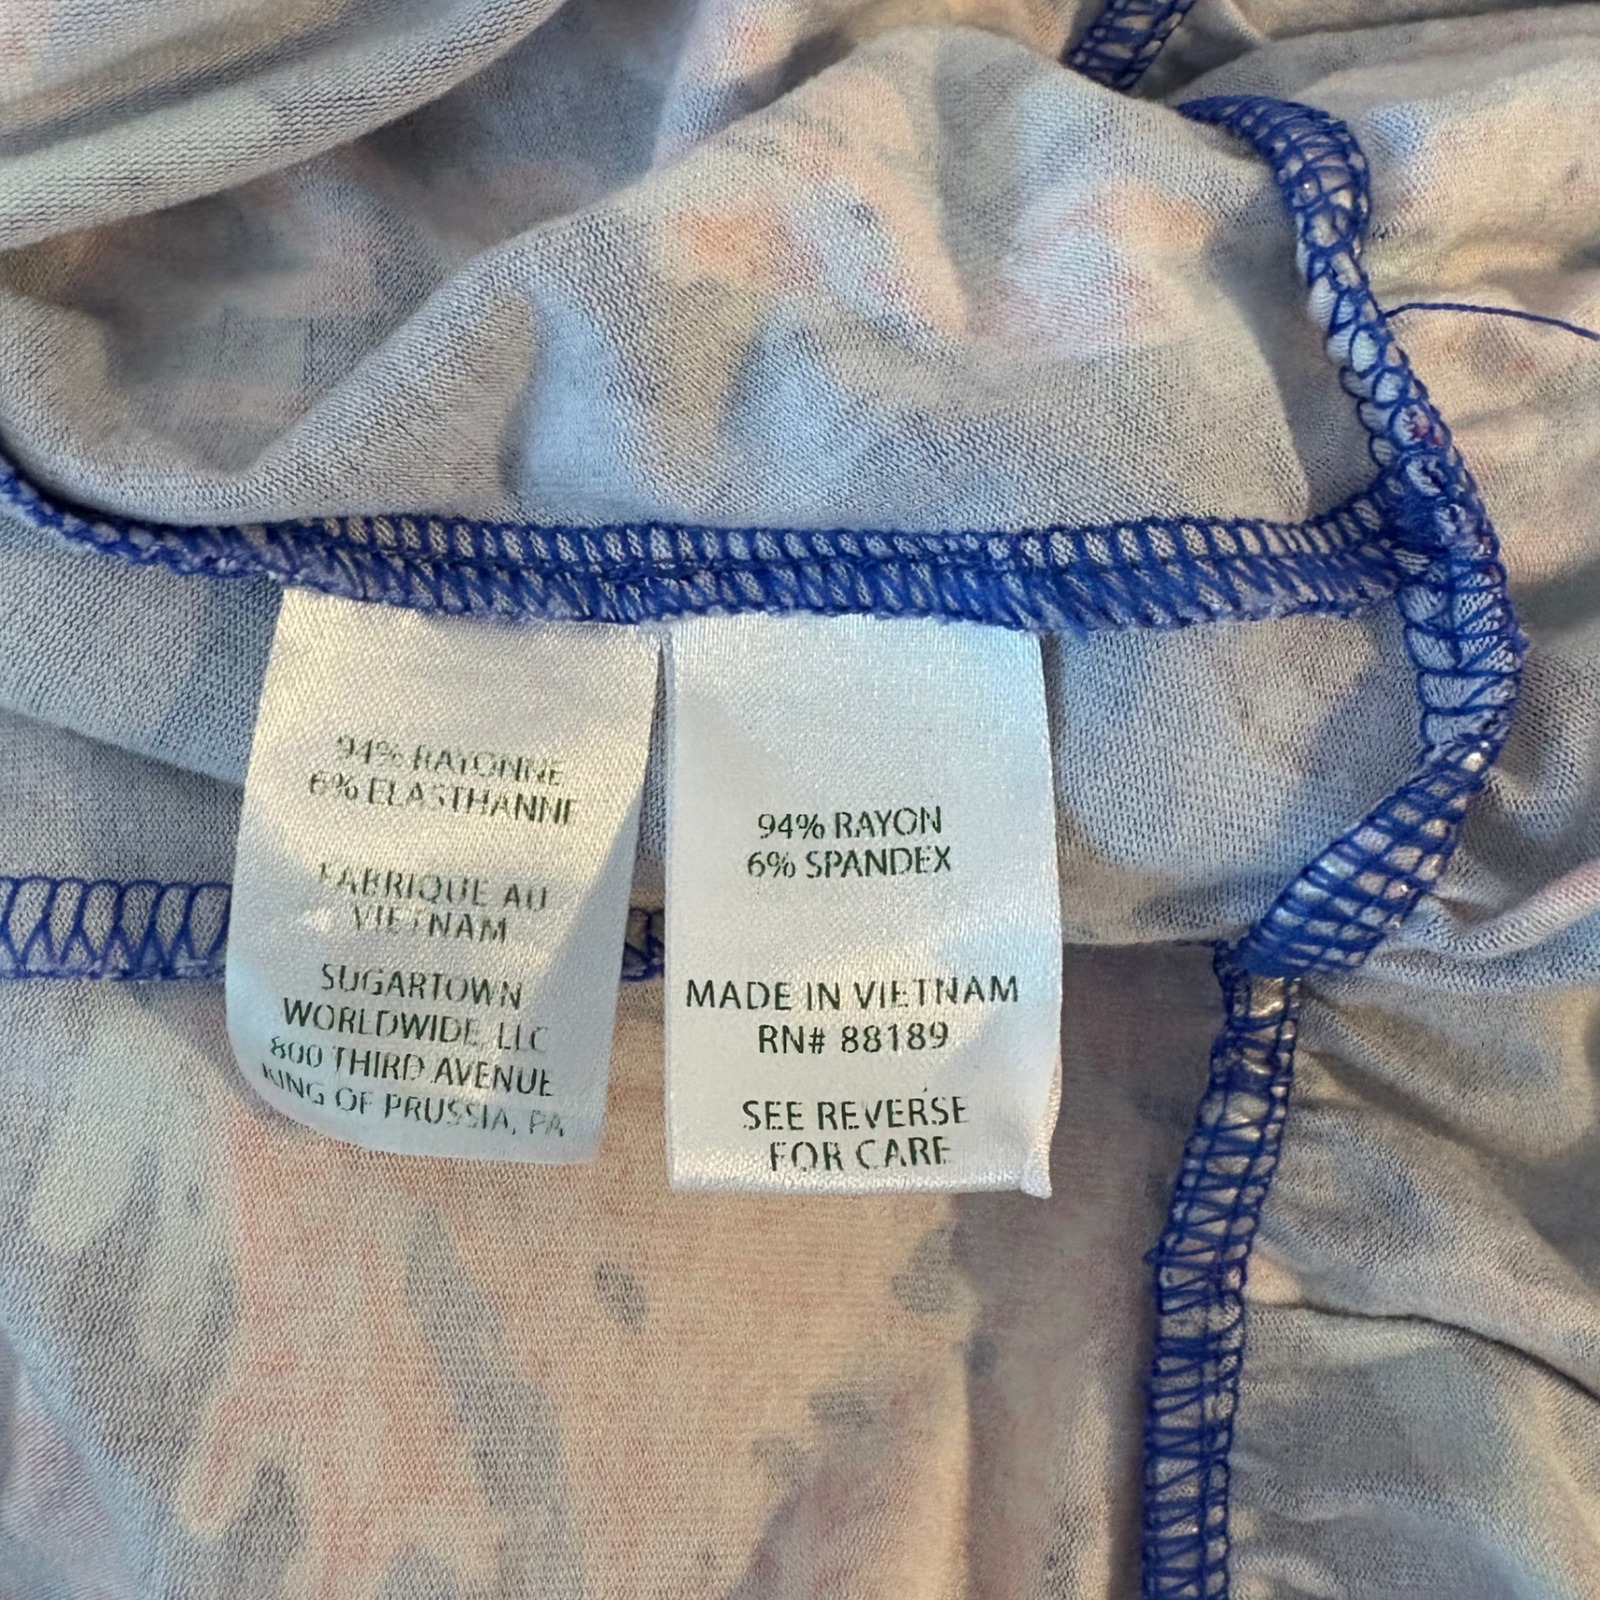 94% RAYONNE
6% ELASTHANNE
FABRIQUE AU
VIETNAM
SUGARTOWN
WORLDWIDE, LLC
800 THIRD AVENUE
KING OF PRUSSIA, PA
94% RAYON
6% SPANDEX
MADE IN VIETNAM
RN# 88189
SEE REVERSE
FOR CARE